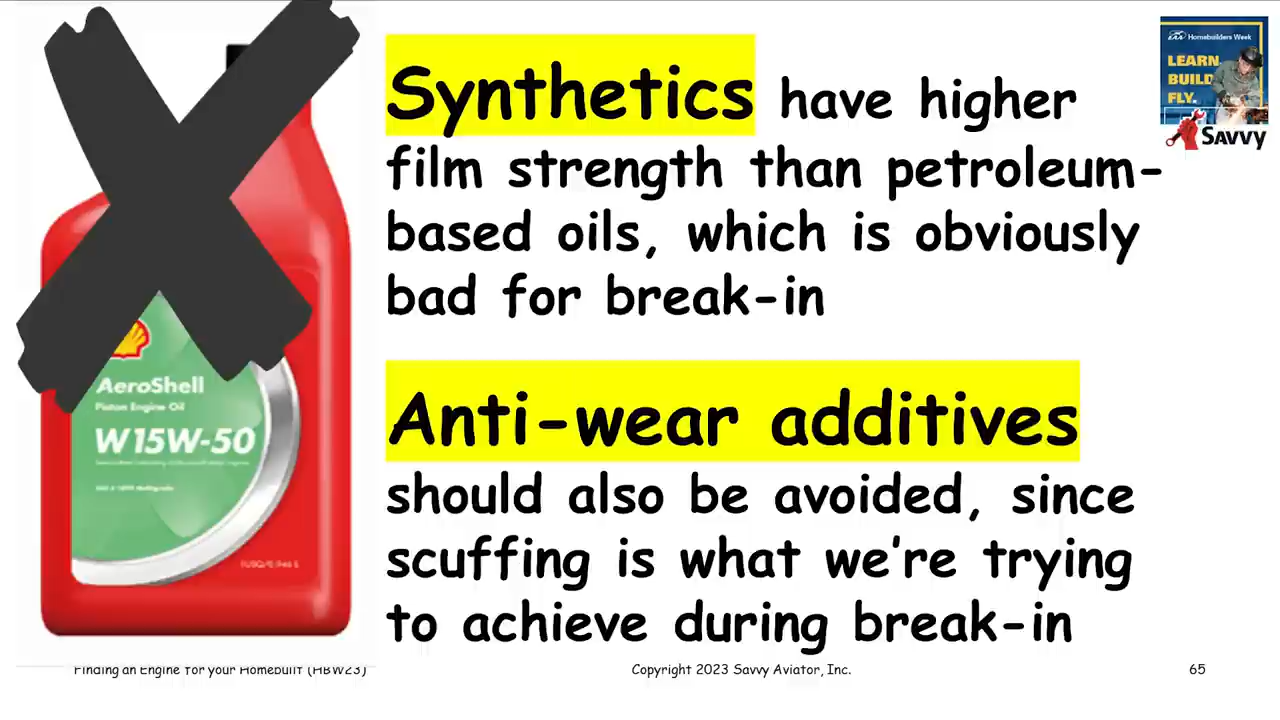 Synthetics have higher
film strength than petroleum-
based oils, which is obviously
bad for break-in
Anti-wear additives
should also be avoided, since
scuffing is what we're trying
to achieve during break-in
Homebuilders Week
LEARN.
BUILD
FLY.
Savvy
AeroShell
Piston Engine Oil
W15W-50
Finding an Engine for your Homebuilt (HBW23)
Copyright 2023 Savvy Aviator, Inc.
65